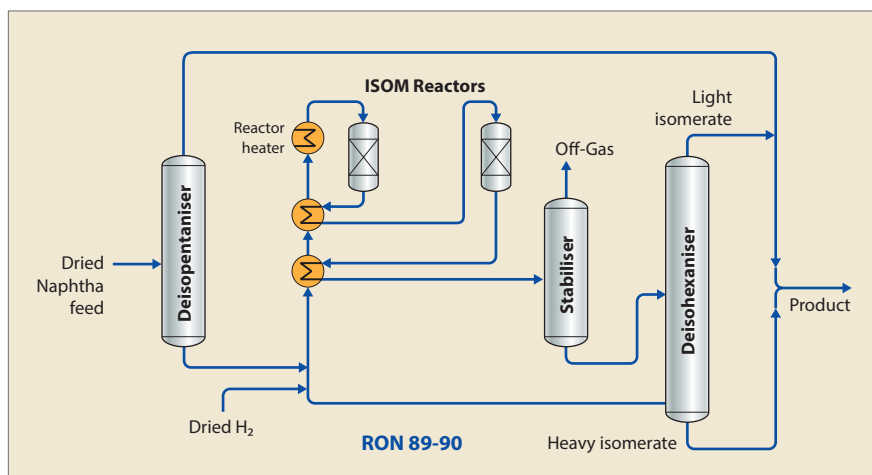 ISOM Reactors
Reactor
heater
Light
isomerate
Off-Gas
Dried
Naphtha
feed
Deisopentaniser
Stabiliser
Deisohexaniser
Product
Dried H₂
RON 89-90
Heavy isomerate